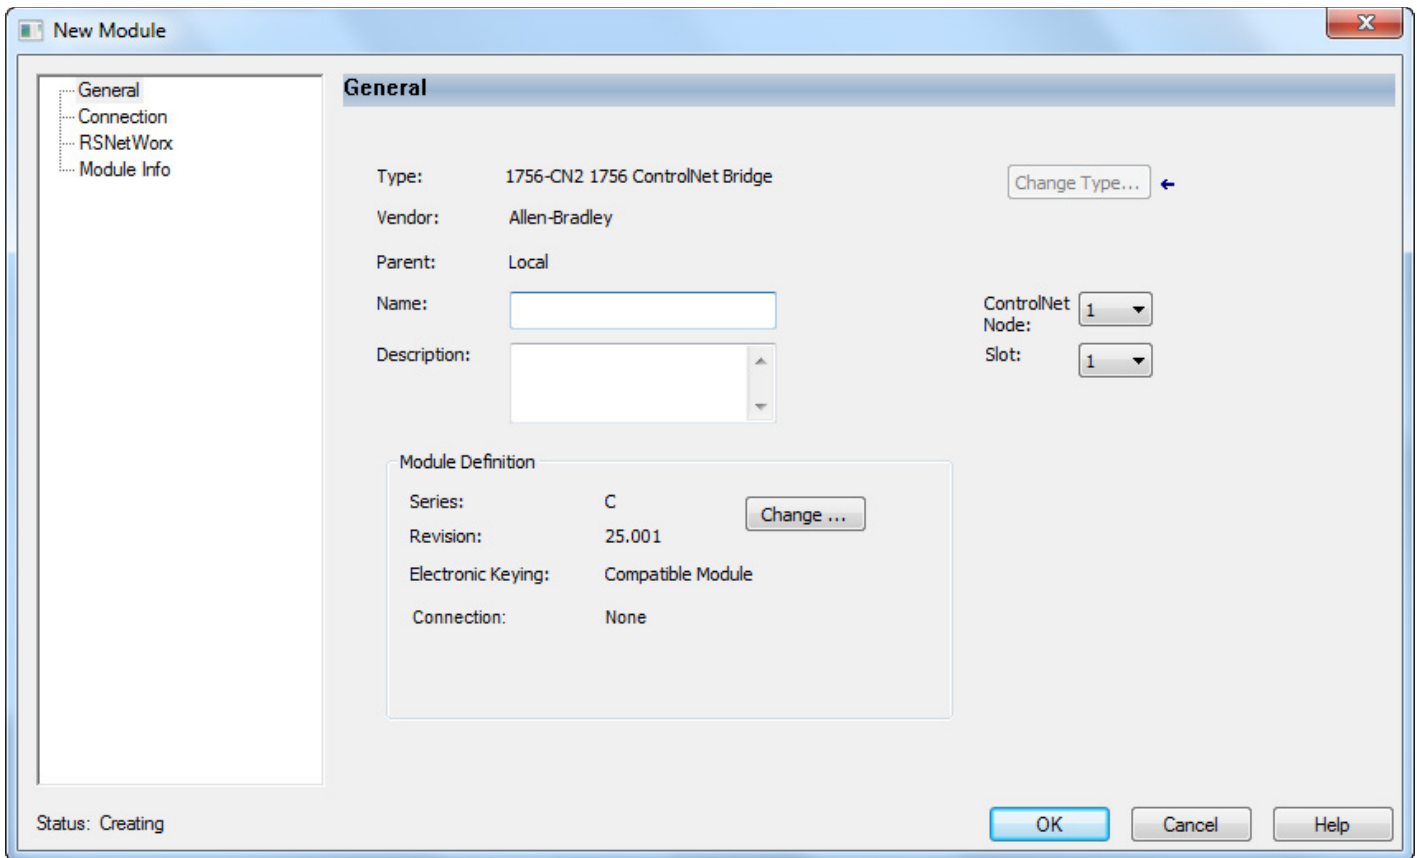 New Module
General
Connection
RSNetWorx
Module Info
General
Type: 1756-CN2 1756 ControlNet Bridge
Change Type...
Vendor: Allen-Bradley
Parent: Local
Name:
ControlNet
Node: 1
Description:
Slot: 1
Module Definition
Series: C
Change ...
Revision: 25.001
Electronic Keying: Compatible Module
Connection: None
Status: Creating
OK Cancel Help